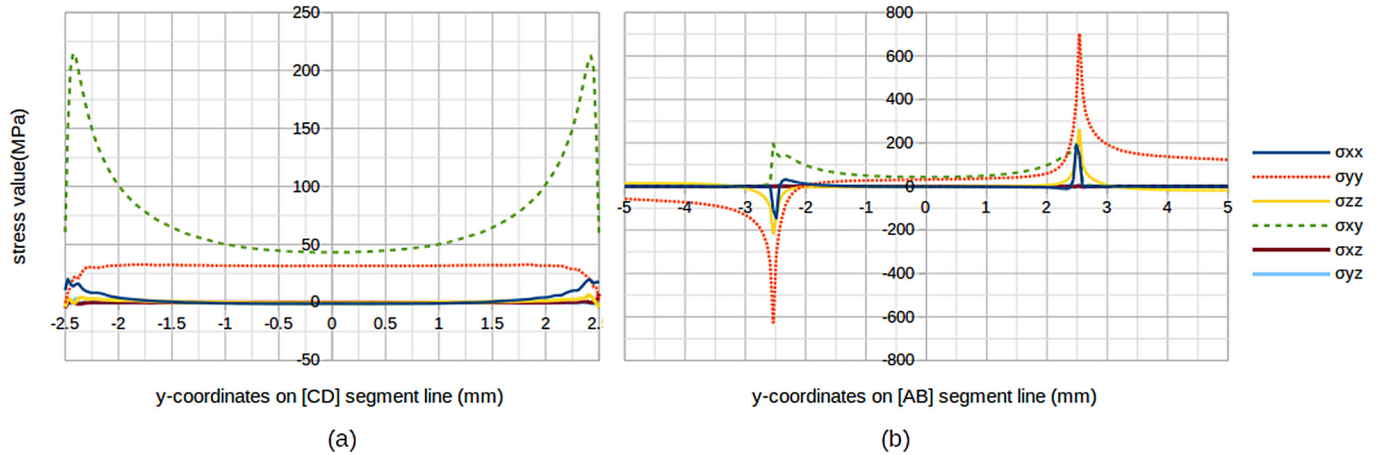 250
200
150
100
50
0
-50
-2.5 -2 -1.5 -1 -0.5 0 0.5 1 1.5 2 2.5
stress value(MPa)
y-coordinates on [CD] segment line (mm)
(a)
800
600
400
200
0
-200
-400
-600
-800
-5 -4 -3 -2 -1 0 1 2 3 4 5
y-coordinates on [AB] segment line (mm)
(b)
σxx
σyy
σzz
σxy
σxz
σyz